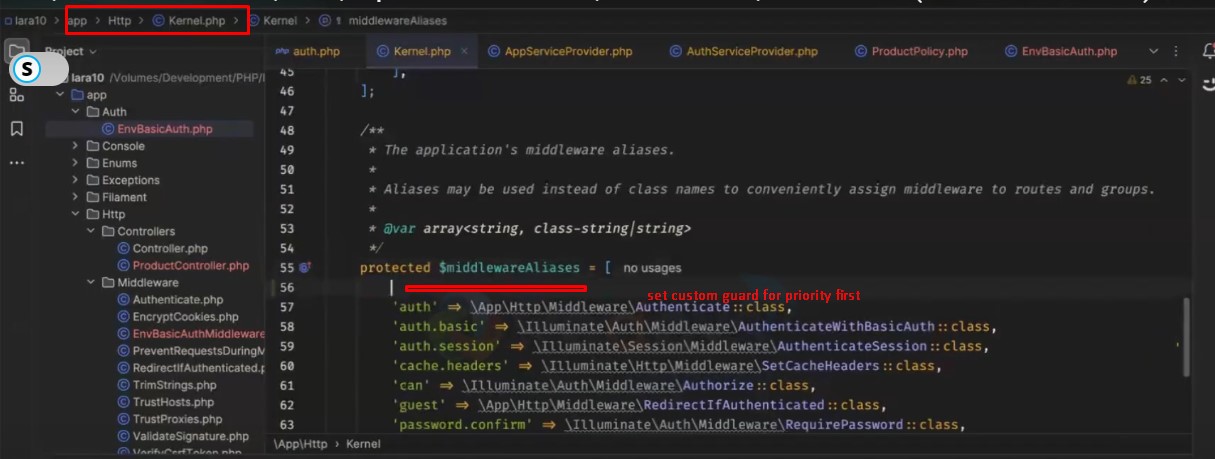 lara10 > app > Http > Kernel.php > Kernel > middlewareAliases
Project
auth.php Kernel.php AppServiceProvider.php AuthServiceProvider.php ProductPolicy.php EnvBasicAuth.php
S
lara10 /Volumes/Development/PHP/l
app
Auth
EnvBasicAuth.php
Console
Enums
Exceptions
Filament
Http
Controllers
Controller.php
ProductController.php
Middleware
Authenticate.php
EncryptCookies.php
EnvBasicAuthMiddleware
PreventRequestsDuringM
RedirectIfAuthenticated.p
TrimStrings.php
TrustHosts.php
TrustProxies.php
ValidateSignature.php
VerifyCsrfToken.php
25
45 ],
46 ];
47
48 /**
49 * The application's middleware aliases.
50 *
51 * Aliases may be used instead of class names to conveniently assign middleware to routes and groups.
52 *
53 * @var array<string, class-string|string>
54 */
55 protected $middlewareAliases = [ no usages
56
set custom guard for priority first
57 'auth' => \App\Http\Middleware\Authenticate::class,
58 'auth.basic' => \Illuminate\Auth\Middleware\AuthenticateWithBasicAuth::class,
59 'auth.session' => \Illuminate\Session\Middleware\AuthenticateSession::class,
60 'cache.headers' => \Illuminate\Http\Middleware\SetCacheHeaders::class,
61 'can' => \Illuminate\Auth\Middleware\Authorize::class,
62 'guest' => \App\Http\Middleware\RedirectIfAuthenticated::class,
63 'password.confirm' => \Illuminate\Auth\Middleware\RequirePassword::class,
\App\Http > Kernel